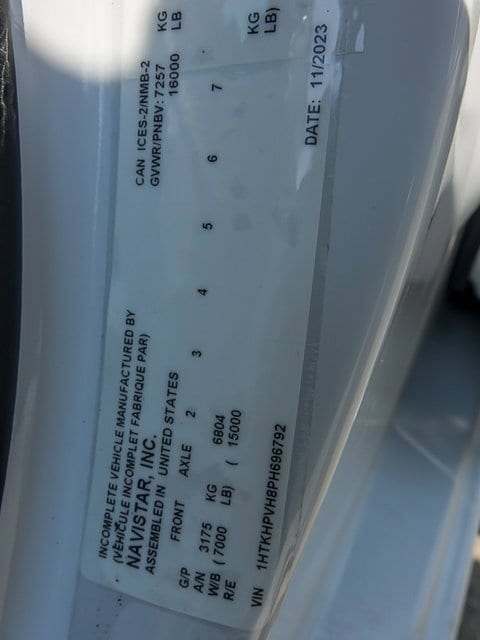 INCOMPLETE VEHICLE MANUFACTURED BY
(VÉHICULE INCOMPLET FABRIQUE PAR)
NAVISTAR, INC.
ASSEMBLED IN UNITED STATES
CAN ICES-2/NMB-2
GVWR/PNBV: 7257 KG
16000 LB
FRONT AXLE 2 3 4 5 6 7
G/P
A/N 3175 KG 6804 KG
W/B ( 7000 LB) ( 15000 LB)
R/E
DATE: 11/2023
VIN 1HTKHPVH8PH696792